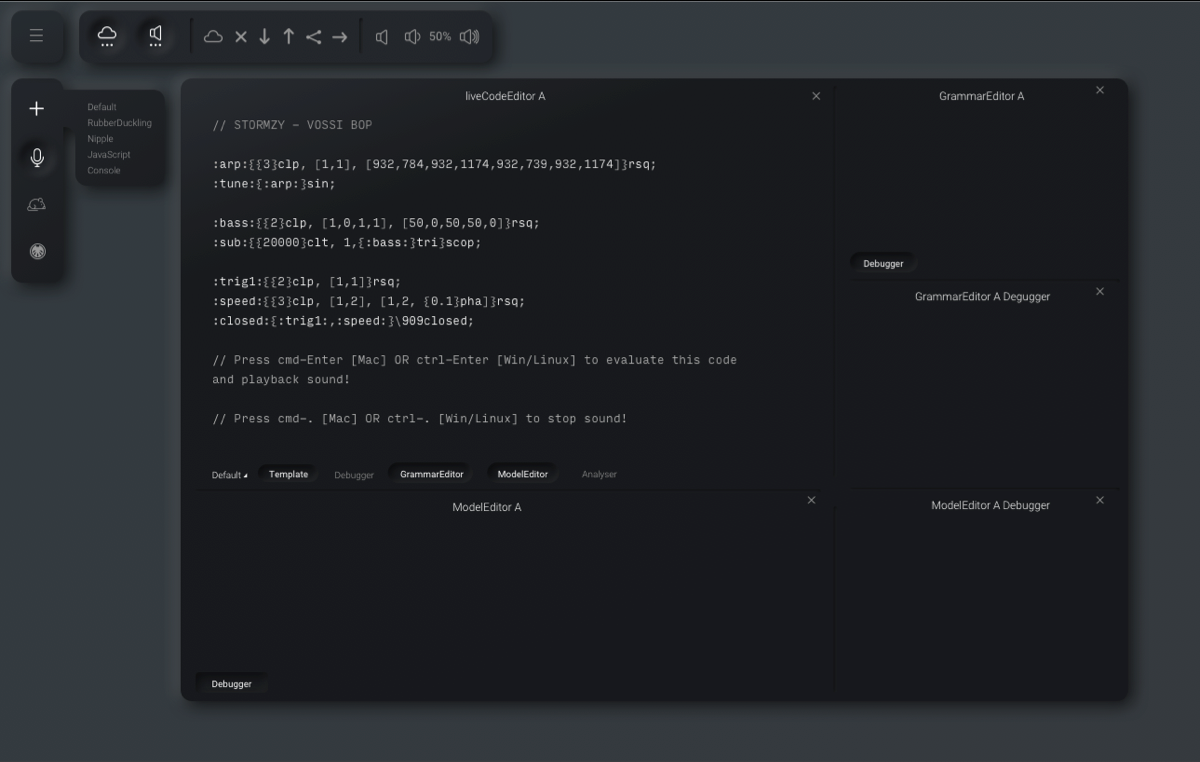 50%
Default
RubberDuckling
Nipple
JavaScript
Console
liveCodeEditor A
// STORMZY - VOSSI BOP
:arp:{{3}clp, [1,1], [932,784,932,1174,932,739,932,1174]}rsq;
:tune:{:arp:}sin;
:bass:{{2}clp, [1,0,1,1], [50,0,50,50,0]}rsq;
:sub:{{20000}clt, 1,{:bass:}tri}scop;
:trig1:{{2}clp, [1,1]}rsq;
:speed:{{3}clp, [1,2], [1,2, {0.1}pha]}rsq;
:closed:{:trig1:,:speed:}\909closed;
// Press cmd-Enter [Mac] OR ctrl-Enter [Win/Linux] to evaluate this code
and playback sound!
// Press cmd-. [Mac] OR ctrl-. [Win/Linux] to stop sound!
Default Template Debugger GrammarEditor ModelEditor Analyser
GrammarEditor A
Debugger
GrammarEditor A Degugger
ModelEditor A
Debugger
ModelEditor A Debugger